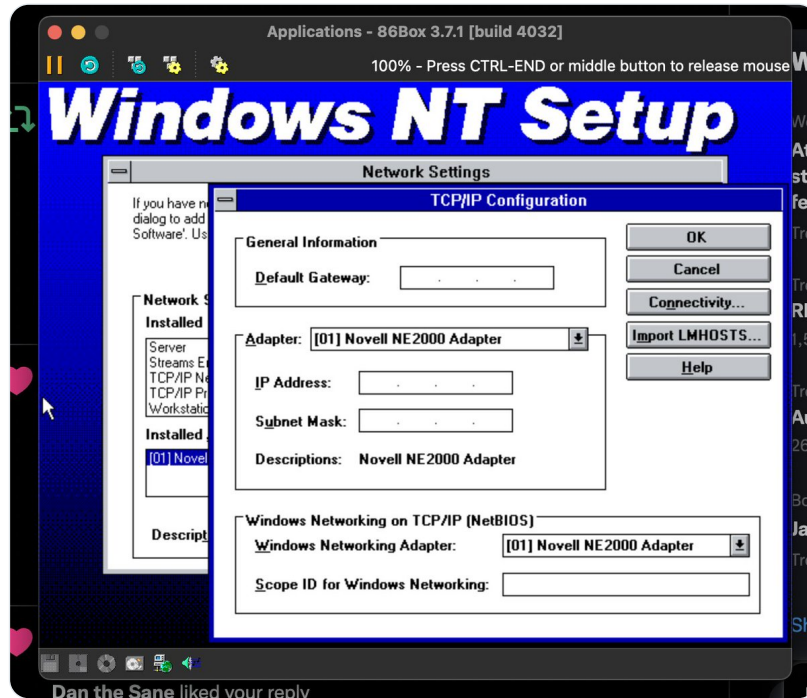 Applications - 86Box 3.7.1 [build 4032]
100% - Press CTRL-END or middle button to release mouse
Windows NT Setup
Network Settings
If you have n
dialog to add
Software'. Us
Network S
Installed
Server
Streams E
TCP/IP Ne
TCP/IP Pr
Workstatio
Installed
[01] Novel
Descript
TCP/IP Configuration
General Information
Default Gateway:
Adapter: [01] Novell NE2000 Adapter
IP Address:
Subnet Mask:
Descriptions: Novell NE2000 Adapter
Windows Networking on TCP/IP (NetBIOS)
Windows Networking Adapter: [01] Novell NE2000 Adapter
Scope ID for Windows Networking:
OK
Cancel
Connectivity...
Import LMHOSTS...
Help
Dan the Sane liked your reply